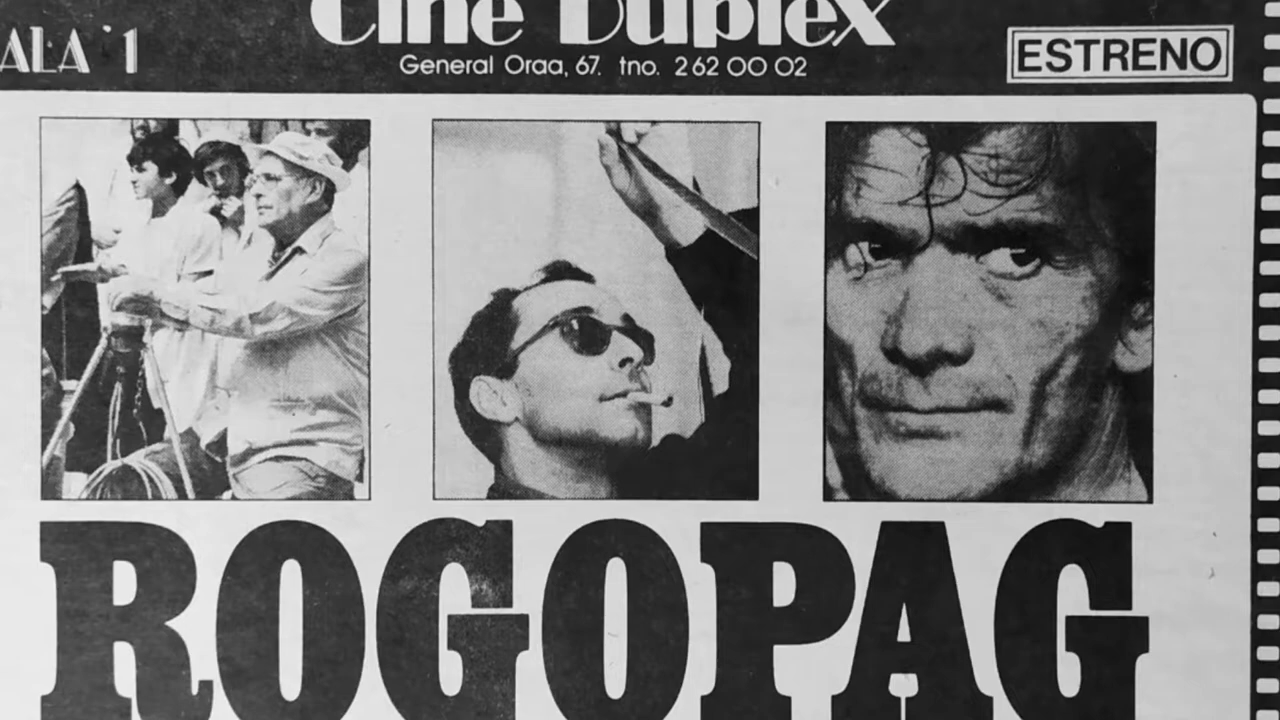 Cine Duplex
ALA 1
General Oraa, 67. tno. 262 00 02
ESTRENO
ROGOPAG